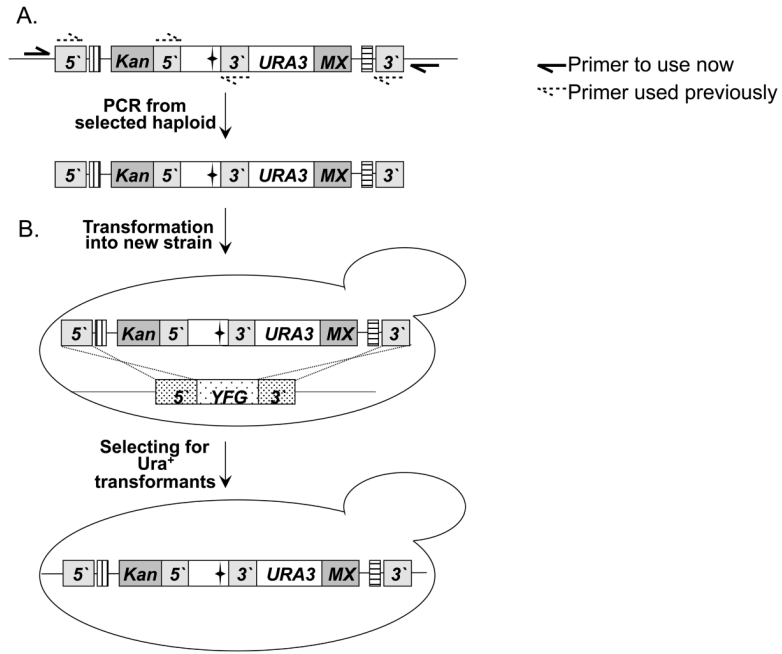 A.
5` Kan 5` 3` URA3 MX 3`
Primer to use now
Primer used previously
PCR from
selected haploid
5` Kan 5` 3` URA3 MX 3`
B.
Transformation
into new strain
5` Kan 5` 3` URA3 MX 3`
5` YFG 3`
Selecting for
Ura+
transformants
5` Kan 5` 3` URA3 MX 3`